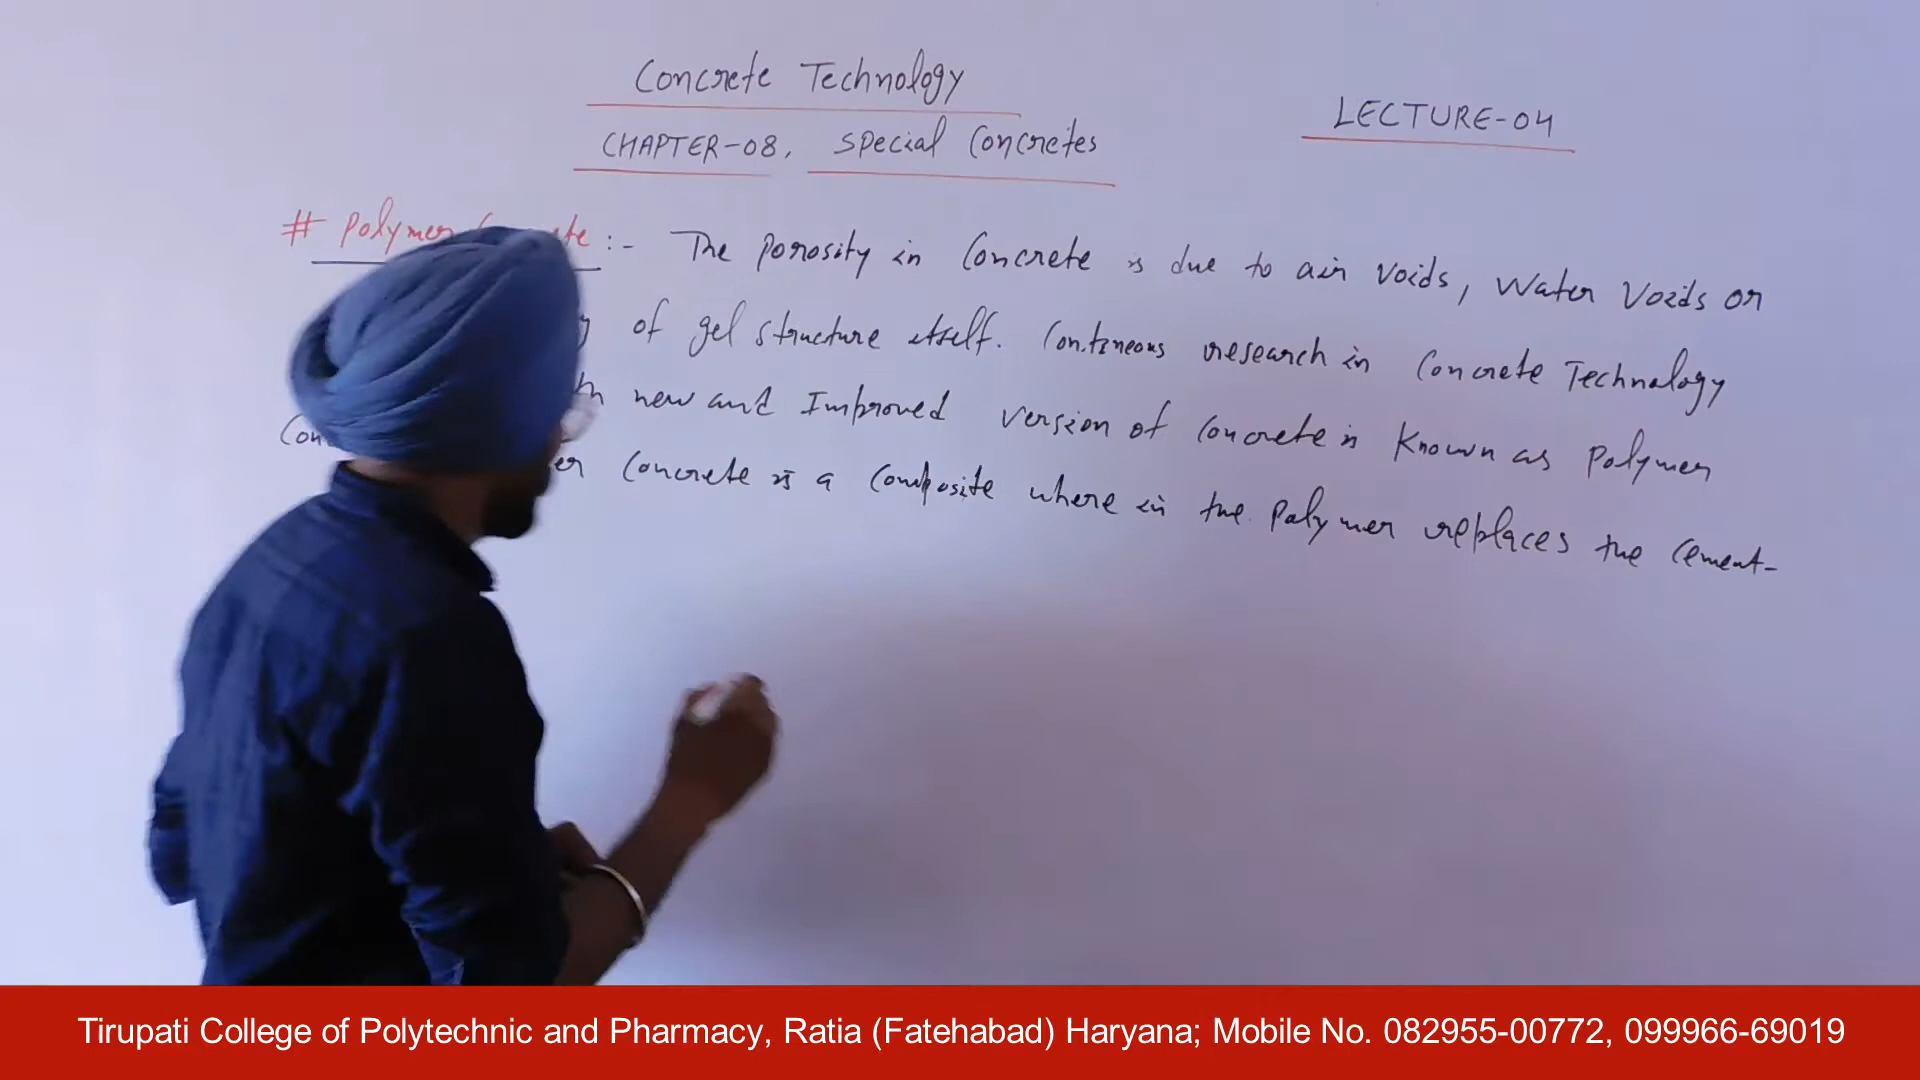 Concrete Technology
LECTURE-04
CHAPTER-08, Special Concretes
# Polymer :- The Porosity in Concrete is due to air Voids, Water Voids or
of gel structure itself. Contineous research in Concrete Technology
new and Improved version of Concrete is Known as Polymer
Concrete is a Composite where in the Polymer replaces the Cement-
Tirupati College of Polytechnic and Pharmacy, Ratia (Fatehabad) Haryana; Mobile No. 082955-00772, 099966-69019